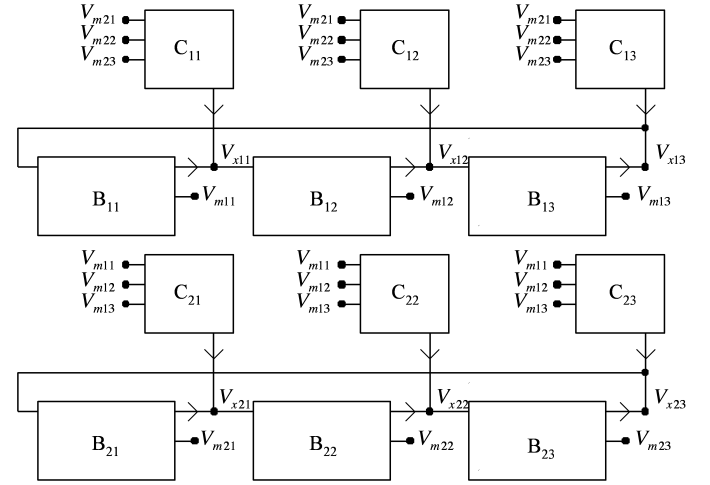 V_m21 V_m21 V_m21
V_m22 C_11 V_m22 C_12 V_m22 C_13
V_m23 V_m23 V_m23
V_x11 V_x12 V_x13
B_11 V_m11 B_12 V_m12 B_13 V_m13
V_m11 V_m11 V_m11
V_m12 C_21 V_m12 C_22 V_m12 C_23
V_m13 V_m13 V_m13
V_x21 V_x22 V_x23
B_21 V_m21 B_22 V_m22 B_23 V_m23